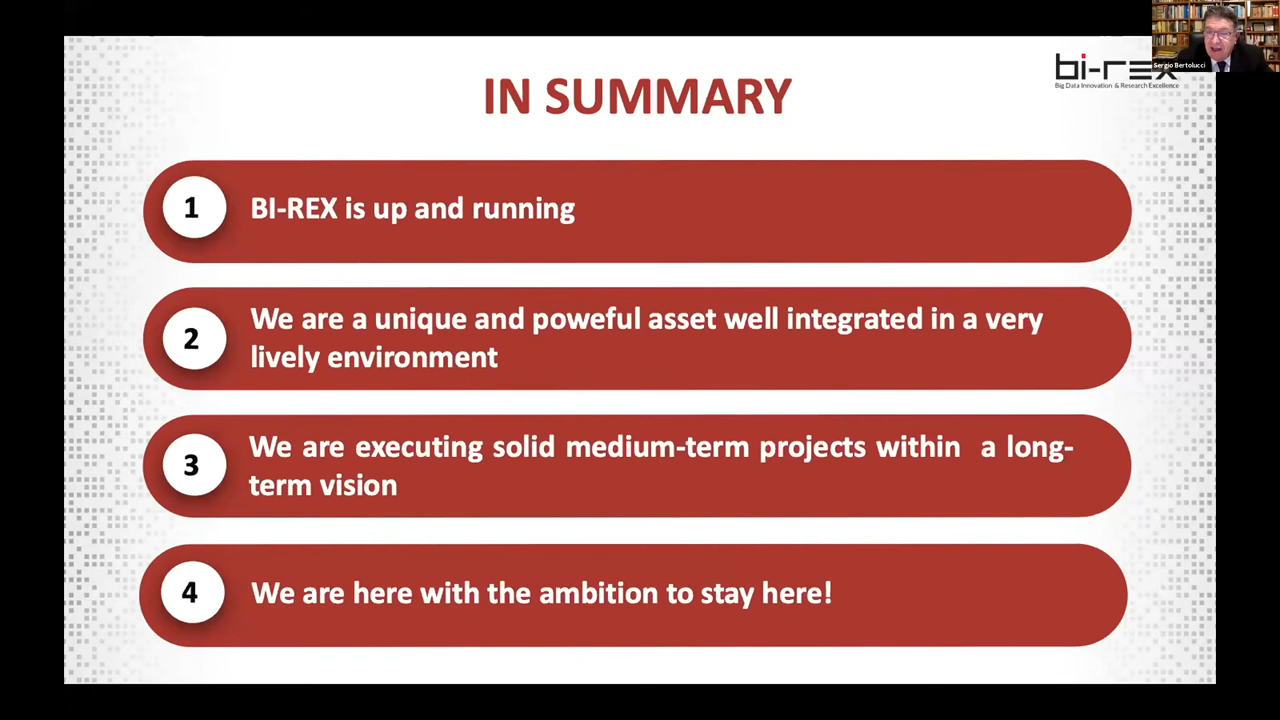 Sergio Bertolucci
bi-rex
Big Data Innovation & Research Excellence
IN SUMMARY
1
BI-REX is up and running
2
We are a unique and poweful asset well integrated in a very
lively environment
3
We are executing solid medium-term projects within a long-
term vision
4
We are here with the ambition to stay here!